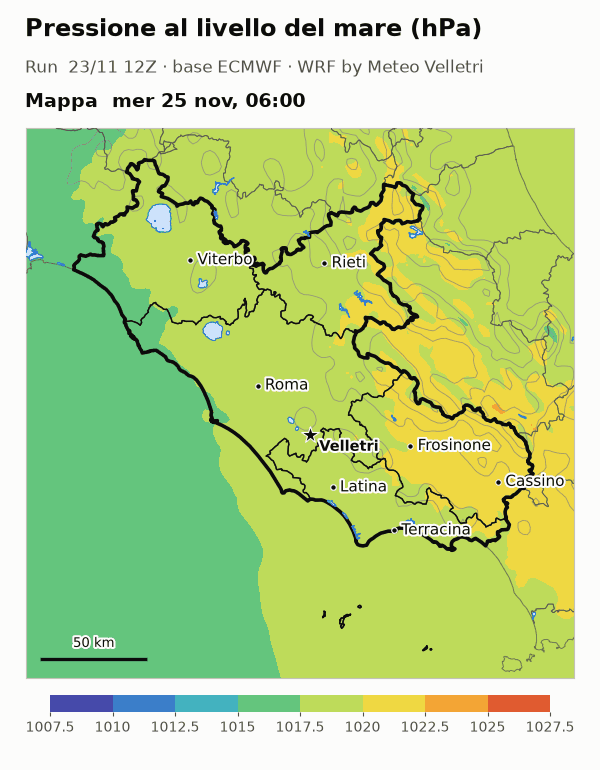 Pressione al livello del mare (hPa)
Run  23/11 12Z · base ECMWF · WRF by Meteo Velletri
Mappa  mer 25 nov, 06:00
Viterbo
Rieti
Roma
Velletri
Frosinone
Cassino
Latina
Terracina
50 km
1007.5 1010 1012.5 1015 1017.5 1020 1022.5 1025 1027.5